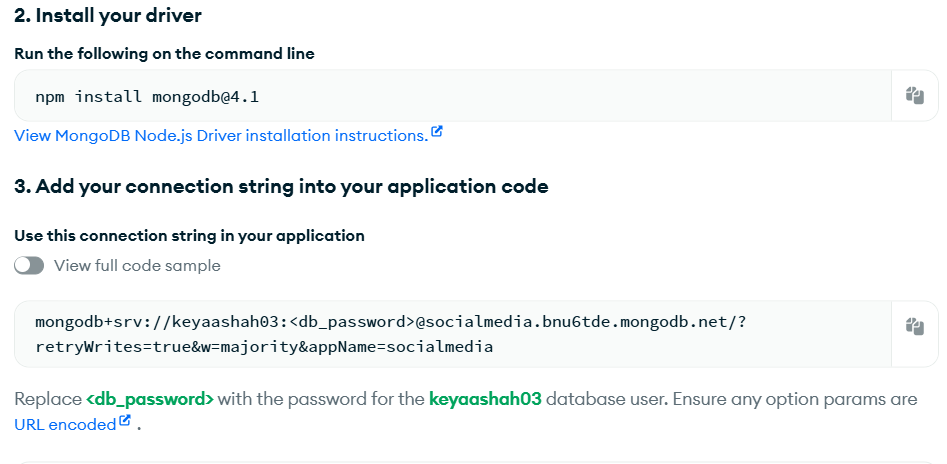 2. Install your driver
Run the following on the command line
npm install mongodb@4.1
View MongoDB Node.js Driver installation instructions.
3. Add your connection string into your application code
Use this connection string in your application
View full code sample
mongodb+srv://keyaashah03:<db_password>@socialmedia.bnu6tde.mongodb.net/?
retryWrites=true&w=majority&appName=socialmedia
Replace <db_password> with the password for the keyaashah03 database user. Ensure any option params are
URL encoded .